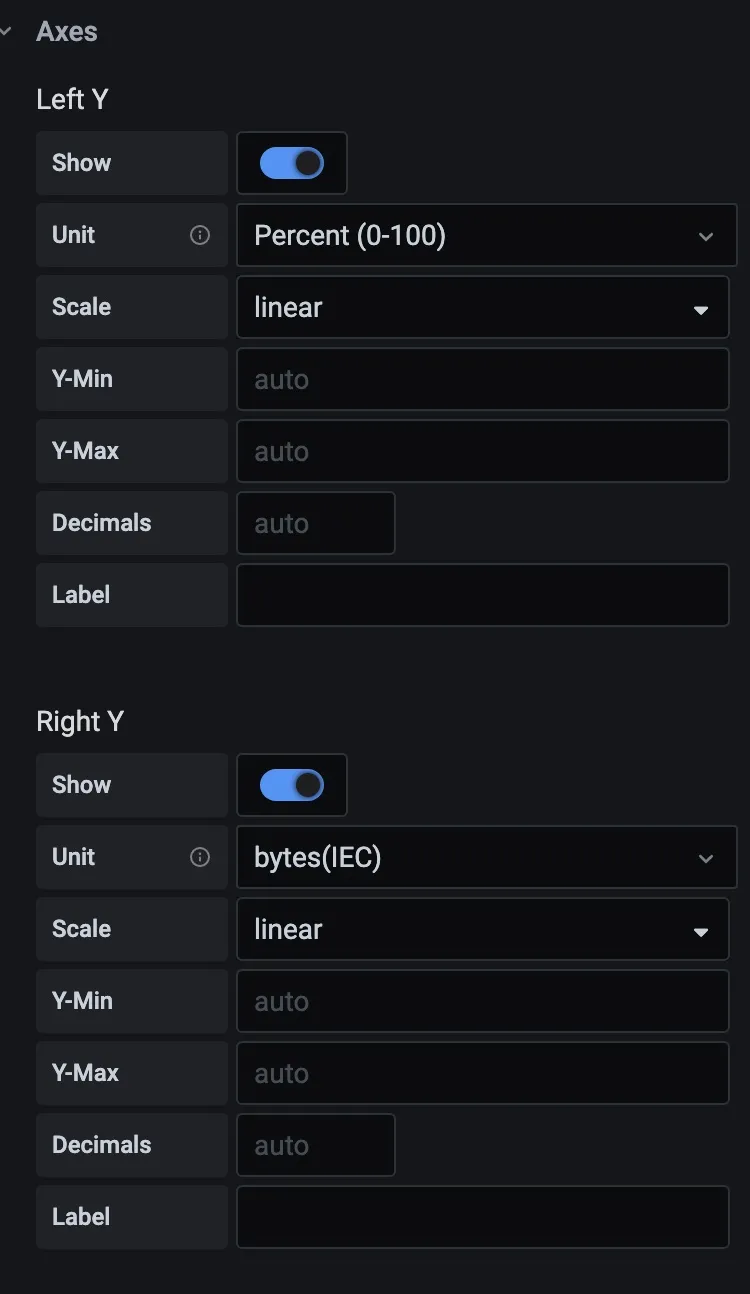 Axes
Left Y
Show
Unit Percent (0-100)
Scale linear
Y-Min auto
Y-Max auto
Decimals auto
Label
Right Y
Show
Unit bytes(IEC)
Scale linear
Y-Min auto
Y-Max auto
Decimals auto
Label